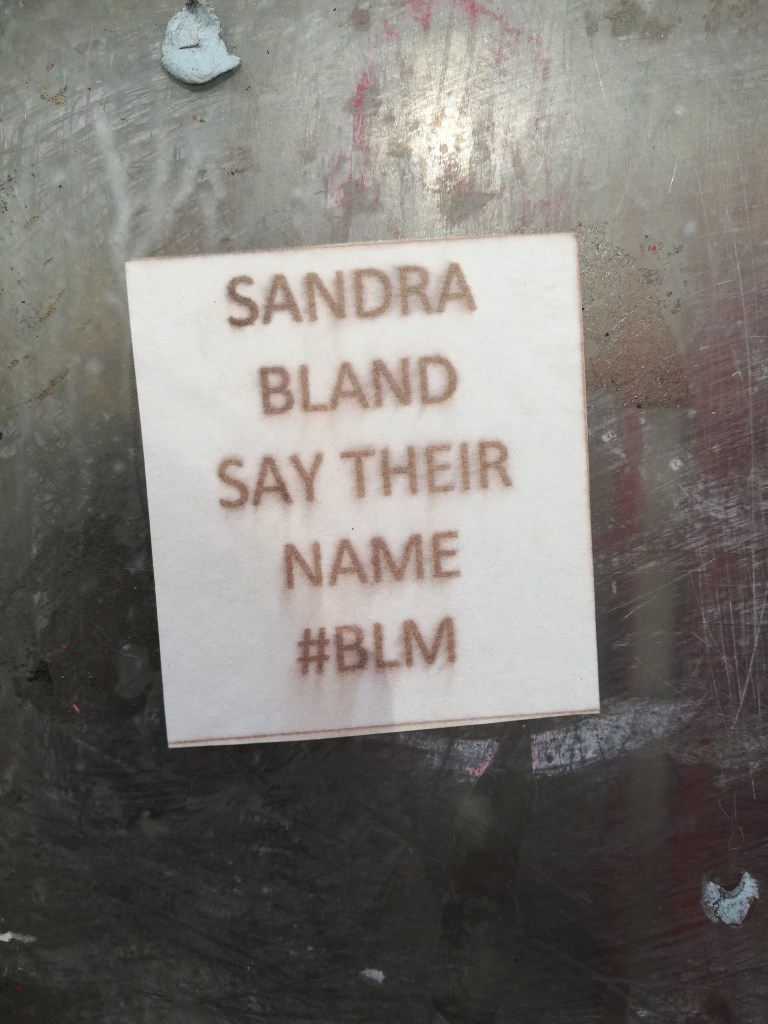 SANDRA
BLAND
SAY THEIR
NAME
#BLM